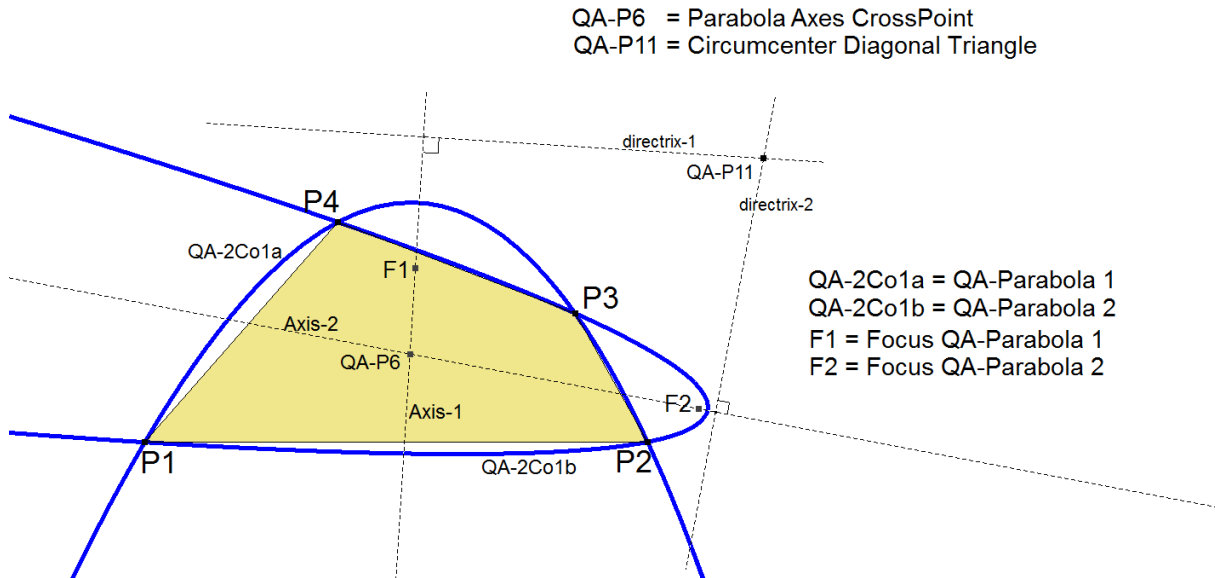 QA-P6 = Parabola Axes CrossPoint
QA-P11 = Circumcenter Diagonal Triangle
directrix-1
QA-P11
P4
directrix-2
QA-2Co1a
F1
QA-2Co1a = QA-Parabola 1
P3
QA-2Co1b = QA-Parabola 2
Axis-2
F1 = Focus QA-Parabola 1
QA-P6
F2 = Focus QA-Parabola 2
F2
Axis-1
P1
QA-2Co1b
P2